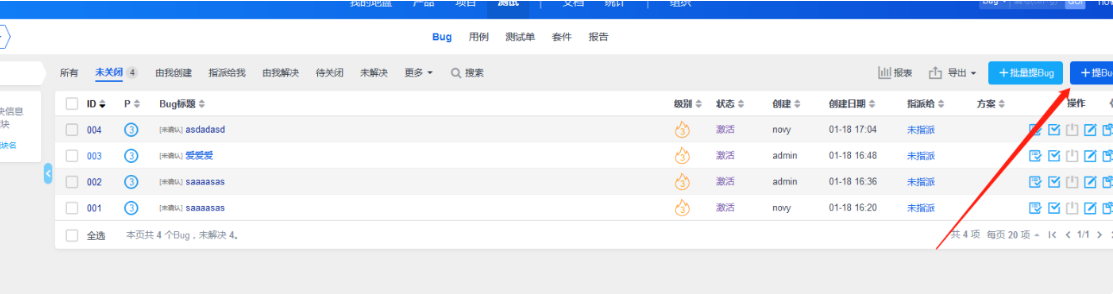 我的地盘 产品 项目 测试 文档 统计 组织
Bug 用例 测试单 套件 报告
所有 未关闭 4 由我创建 指派给我 由我解决 待关闭 未解决 更多 搜索 报表 导出 +批量提Bug +提Bu
ID P Bug标题 级别 状态 创建 创建日期 指派给 方案 操作
块信息
块
块名
004 3 [未确认] asdadasd 3 激活 novy 01-18 17:04 未指派
003 3 [未确认] 爱爱爱 3 激活 admin 01-18 16:48 未指派
002 3 [未确认] saaaasas 3 激活 admin 01-18 16:36 未指派
001 3 [未确认] saaaasas 3 激活 novy 01-18 16:20 未指派
全选 本页共 4 个Bug，未解决 4。 共 4 项 每页 20 项 1/1